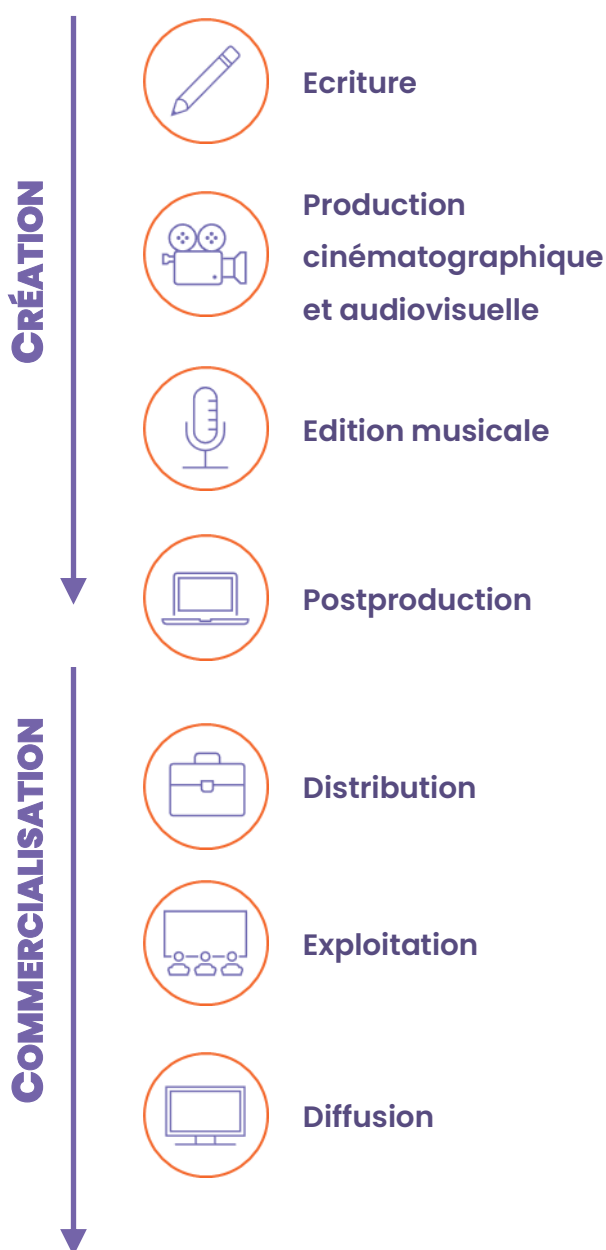 CRÉATION
Ecriture
Production
cinématographique
et audiovisuelle
Edition musicale
Postproduction
COMMERCIALISATION
Distribution
Exploitation
Diffusion